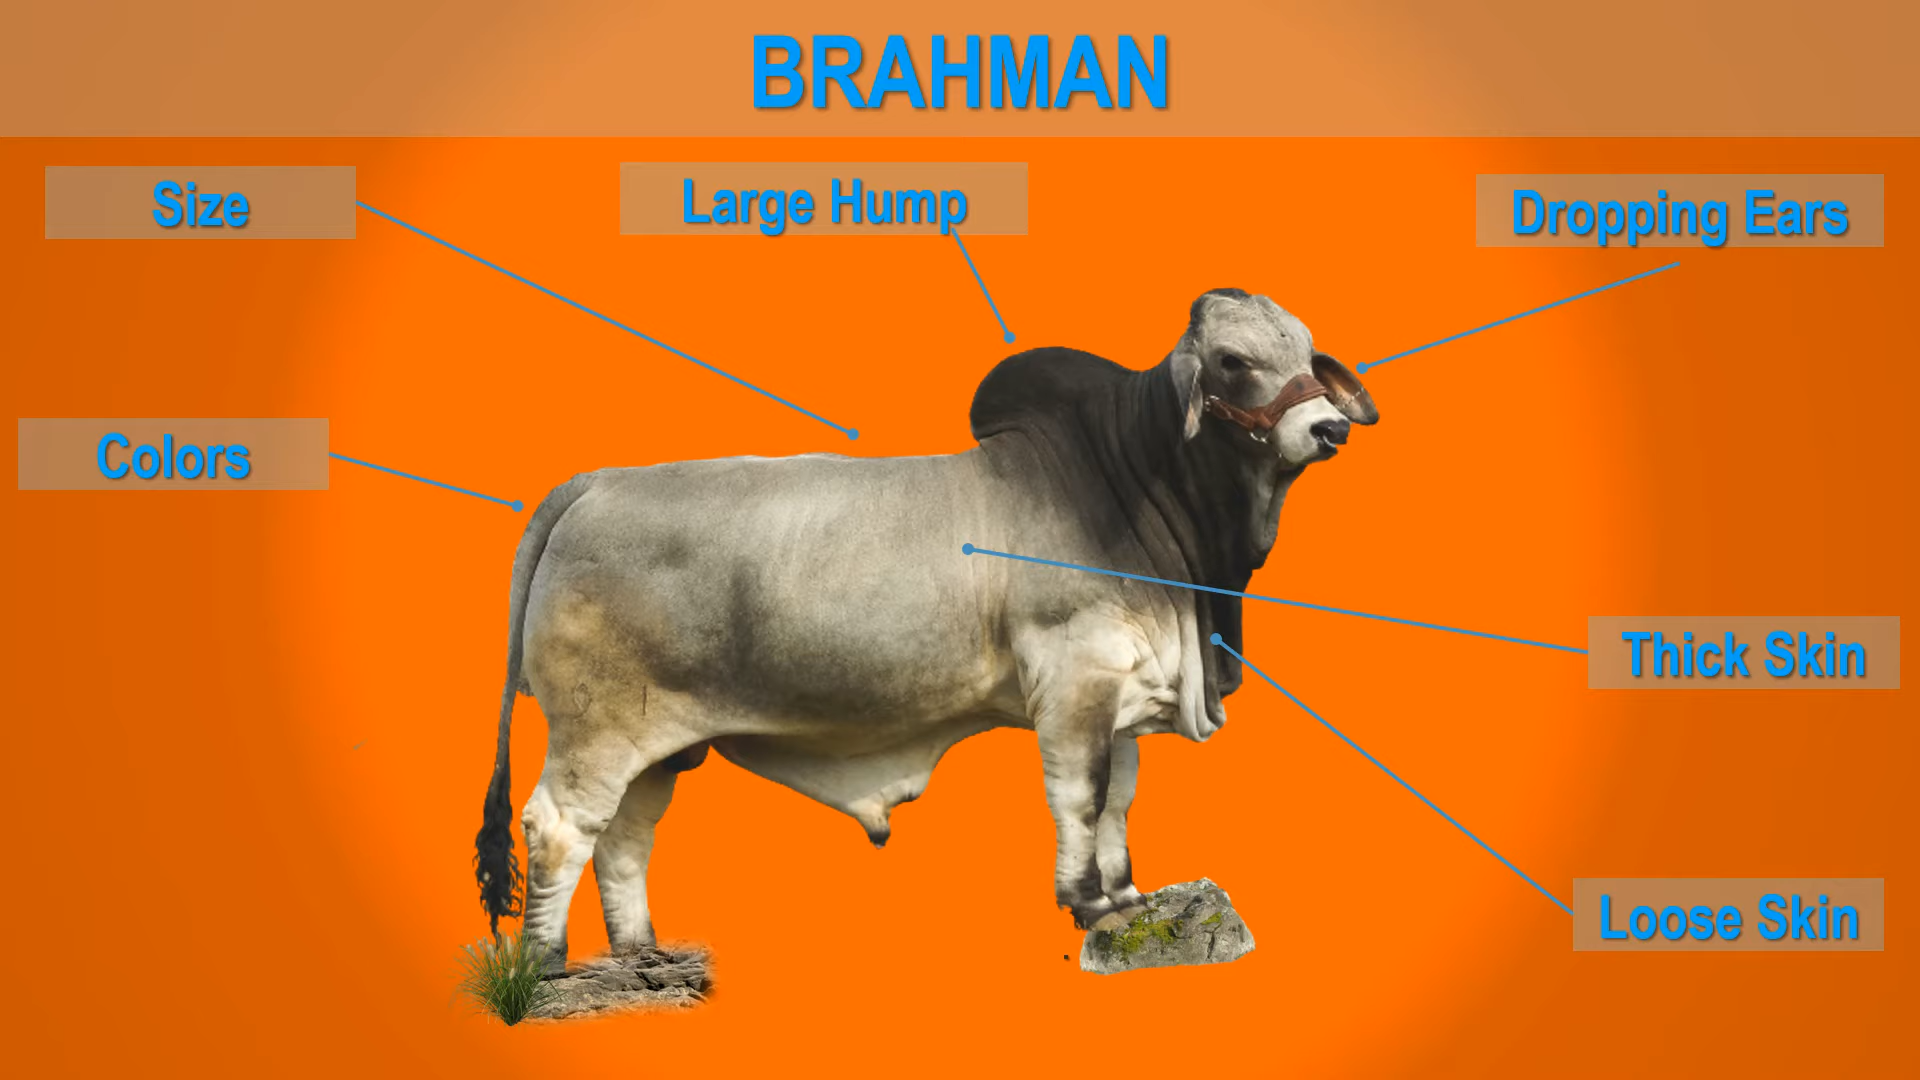 BRAHMAN
Size
Large Hump
Dropping Ears
Colors
Thick Skin
Loose Skin